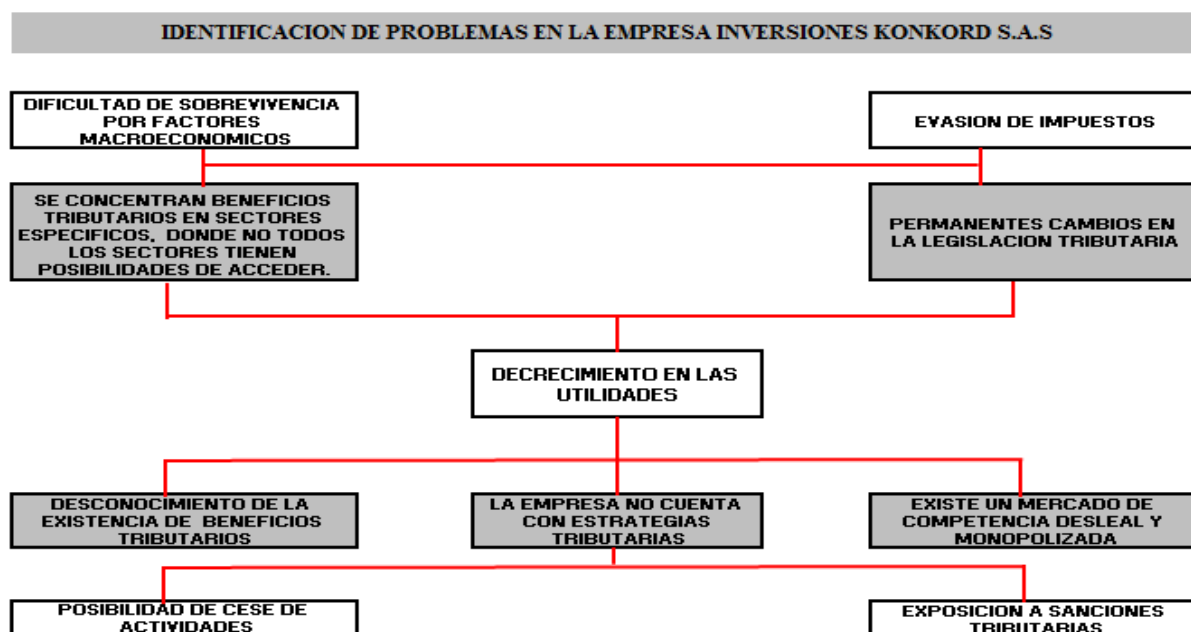 IDENTIFICACION DE PROBLEMAS EN LA EMPRESA INVERSIONES KONKORD S.A.S
DIFICULTAD DE SOBREVIVENCIA
POR FACTORES
MACROECONOMICOS
EVASION DE IMPUESTOS
SE CONCENTRAN BENEFICIOS
TRIBUTARIOS EN SECTORES
ESPECIFICOS, DONDE NO TODOS
LOS SECTORES TIENEN
POSIBILIDADES DE ACCEDER.
PERMANENTES CAMBIOS EN
LA LEGISLACION TRIBUTARIA
DECRECIMIENTO EN LAS
UTILIDADES
DESCONOCIMIENTO DE LA
EXISTENCIA DE BENEFICIOS
TRIBUTARIOS
LA EMPRESA NO CUENTA
CON ESTRATEGIAS
TRIBUTARIAS
EXISTE UN MERCADO DE
COMPETENCIA DESLEAL Y
MONOPOLIZADA
POSIBILIDAD DE CESE DE
ACTIVIDADES
EXPOSICION A SANCIONES
TRIBUTARIAS